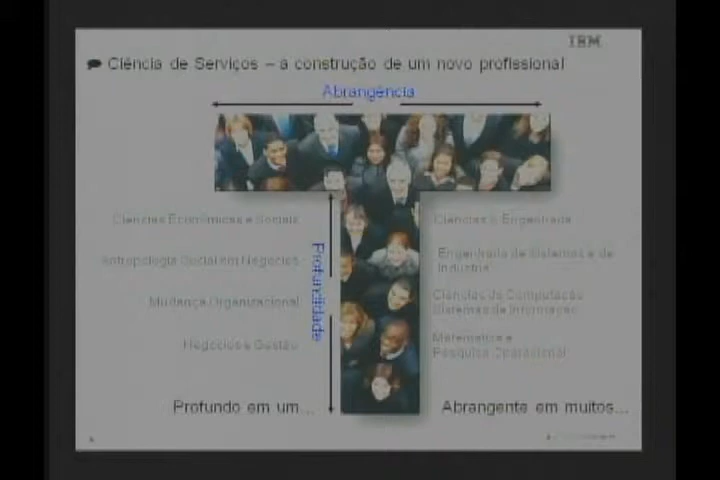 IBM
Ciência de Serviços – a construção de um novo profissional
Abrangência
Profundidade
Ciências Econômicas e Sociais
Antropologia Social em Negócios
Mudança Organizacional
Negócios e Gestão
Ciências e Engenharia
Engenharia de Sistemas e de
Industria
Ciências da Computação
Sistemas de Informação
Matemática e
Pesquisa Operacional
Profundo em um...
Abrangente em muitos...